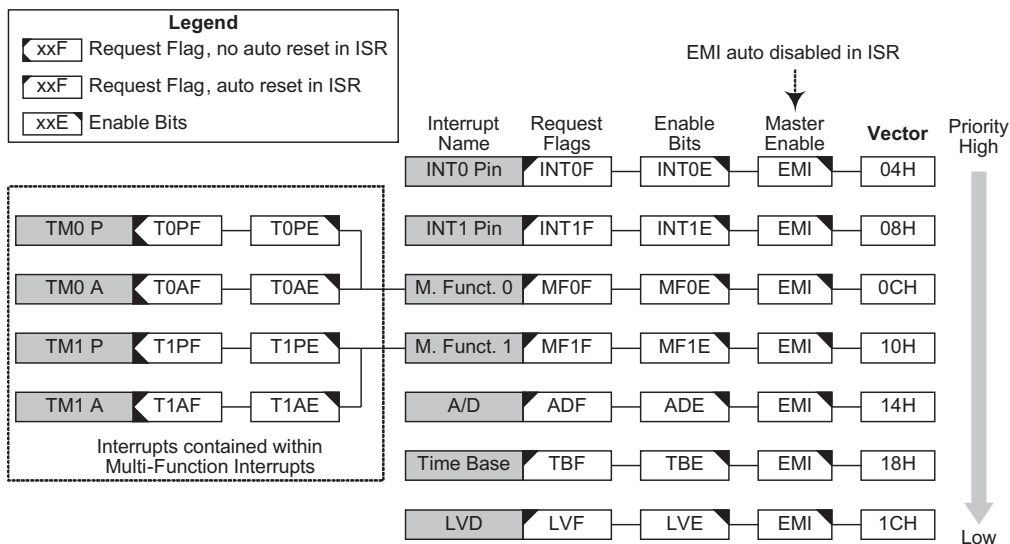 Legend
xxF Request Flag, no auto reset in ISR
xxF Request Flag, auto reset in ISR
xxE Enable Bits
EMI auto disabled in ISR
Interrupt Name
Request Flags
Enable Bits
Master Enable
Vector
Priority High
INT0 Pin INT0F INT0E EMI 04H
TM0 P T0PF T0PE
INT1 Pin INT1F INT1E EMI 08H
TM0 A T0AF T0AE
M. Funct. 0 MF0F MF0E EMI 0CH
TM1 P T1PF T1PE
M. Funct. 1 MF1F MF1E EMI 10H
TM1 A T1AF T1AE
A/D ADF ADE EMI 14H
Interrupts contained within
Multi-Function Interrupts
Time Base TBF TBE EMI 18H
LVD LVF LVE EMI 1CH
Low